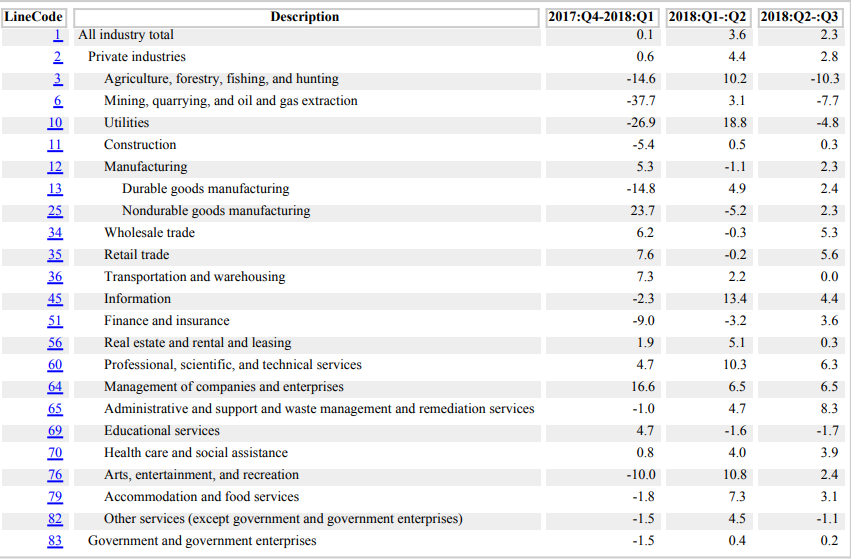 LineCode Description 2017:Q4-2018:Q1 2018:Q1-:Q2 2018:Q2-:Q3
1 All industry total 0.1 3.6 2.3
2 Private industries 0.6 4.4 2.8
3 Agriculture, forestry, fishing, and hunting -14.6 10.2 -10.3
6 Mining, quarrying, and oil and gas extraction -37.7 3.1 -7.7
10 Utilities -26.9 18.8 -4.8
11 Construction -5.4 0.5 0.3
12 Manufacturing 5.3 -1.1 2.3
13 Durable goods manufacturing -14.8 4.9 2.4
25 Nondurable goods manufacturing 23.7 -5.2 2.3
34 Wholesale trade 6.2 -0.3 5.3
35 Retail trade 7.6 -0.2 5.6
36 Transportation and warehousing 7.3 2.2 0.0
45 Information -2.3 13.4 4.4
51 Finance and insurance -9.0 -3.2 3.6
56 Real estate and rental and leasing 1.9 5.1 0.3
60 Professional, scientific, and technical services 4.7 10.3 6.3
64 Management of companies and enterprises 16.6 6.5 6.5
65 Administrative and support and waste management and remediation services -1.0 4.7 8.3
69 Educational services 4.7 -1.6 -1.7
70 Health care and social assistance 0.8 4.0 3.9
76 Arts, entertainment, and recreation -10.0 10.8 2.4
79 Accommodation and food services -1.8 7.3 3.1
82 Other services (except government and government enterprises) -1.5 4.5 -1.1
83 Government and government enterprises -1.5 0.4 0.2